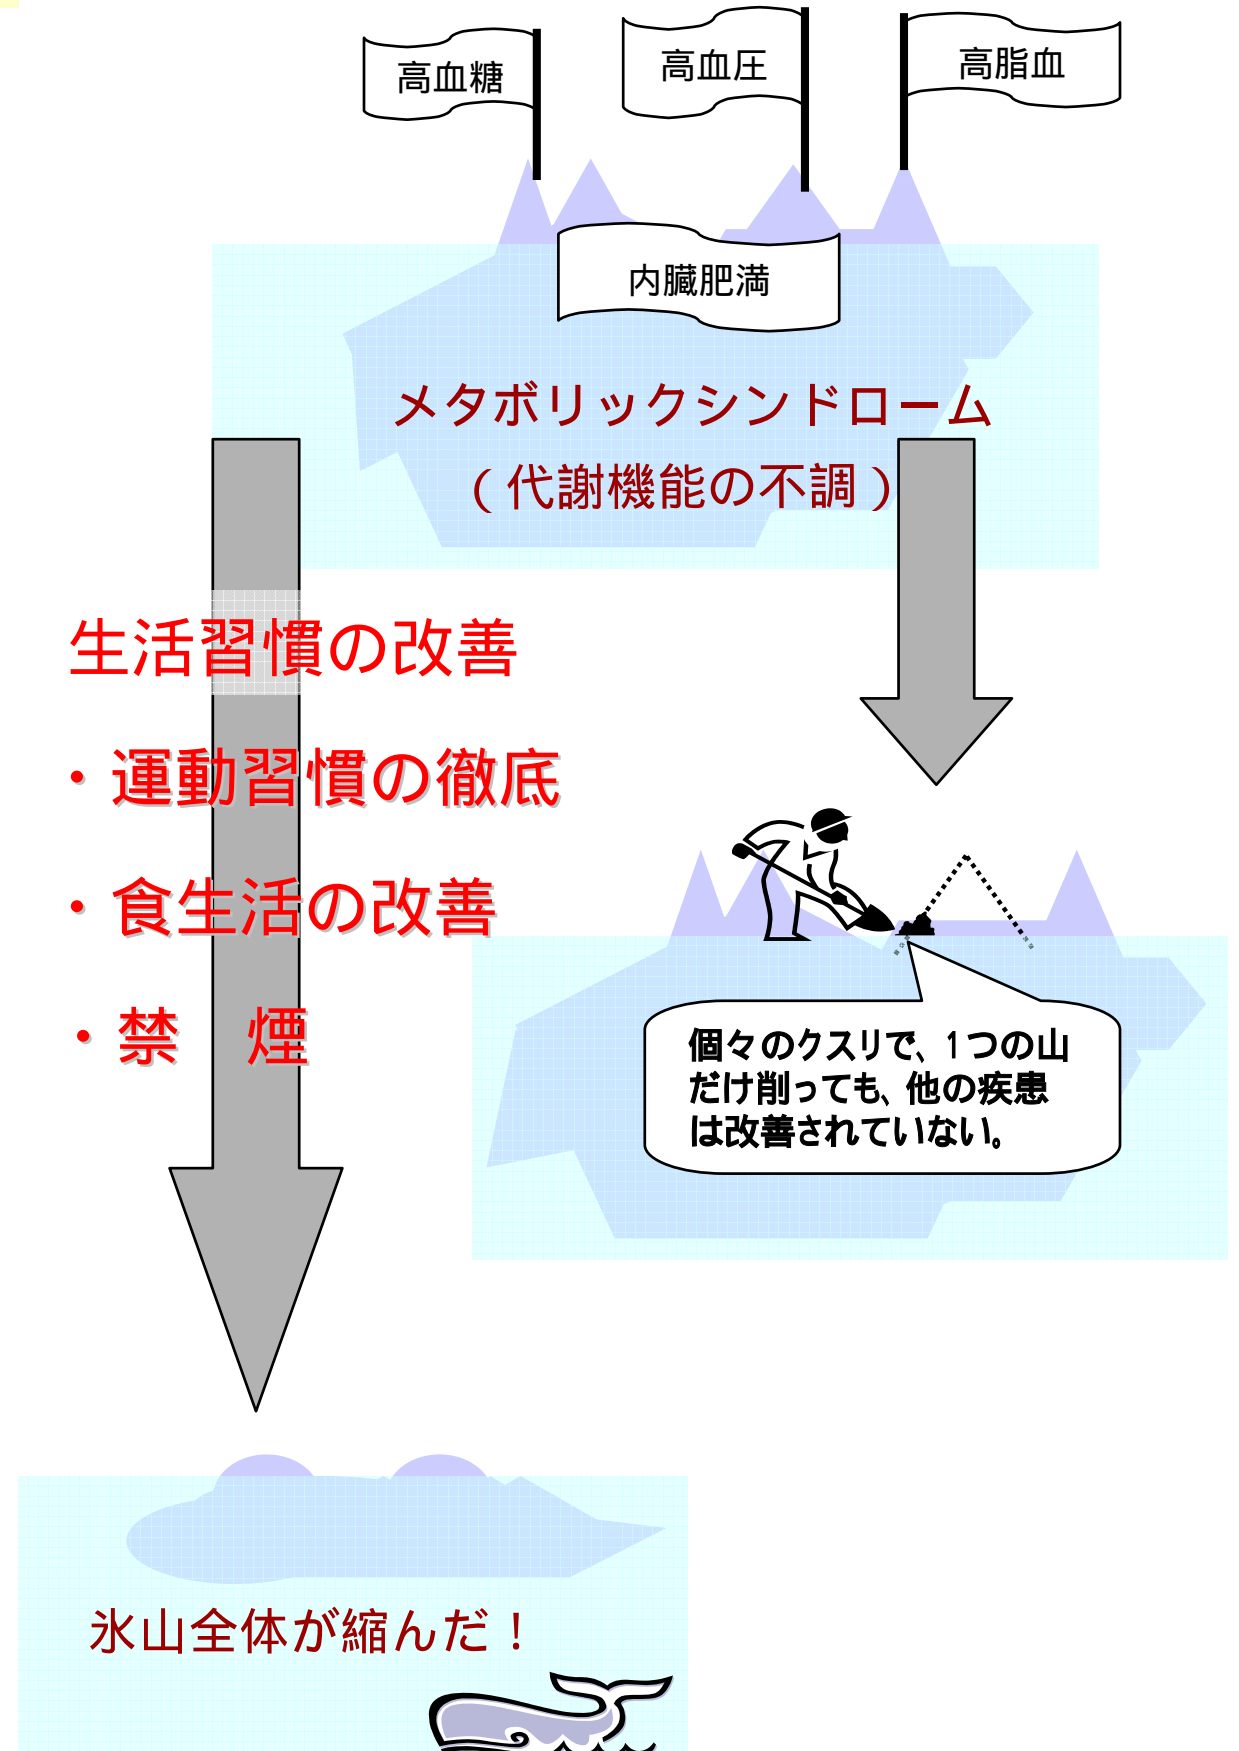 高血糖
高血圧
高脂血
内臓肥満
メタボリックシンドローム
（代謝機能の不調）
生活習慣の改善
・運動習慣の徹底
・食生活の改善
・禁　煙
個々のクスリで、1つの山
だけ削っても、他の疾患
は改善されていない。
氷山全体が縮んだ！